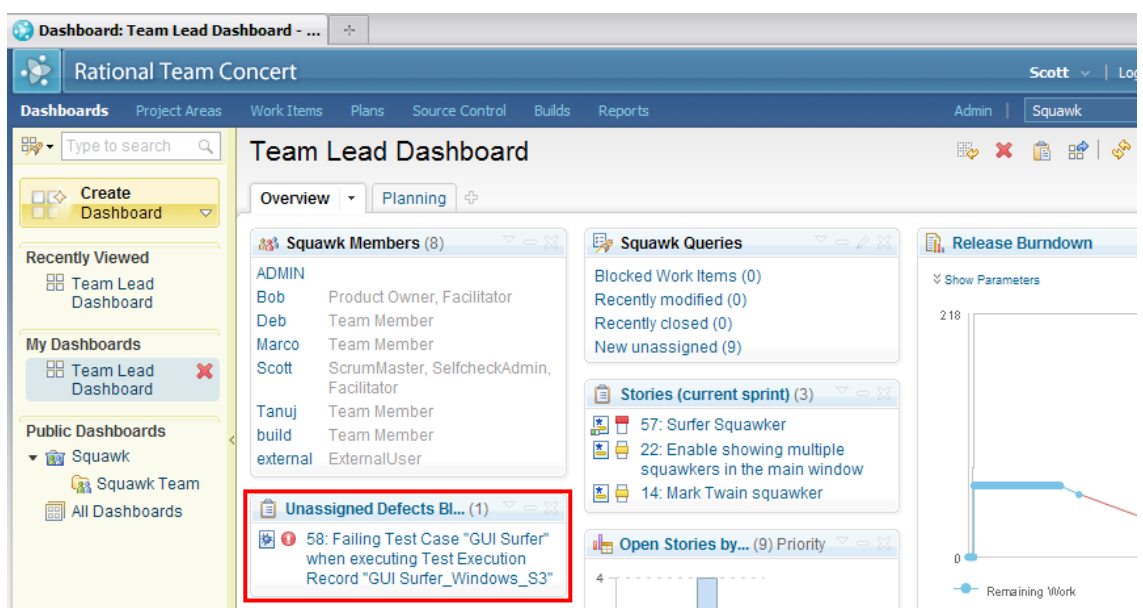 Dashboard: Team Lead Dashboard - ...
Rational Team Concert
Scott
Dashboards Project Areas Work Items Plans Source Control Builds Reports Admin Squawk
Type to search
Create
Dashboard
Recently Viewed
Team Lead
Dashboard
My Dashboards
Team Lead
Dashboard
Public Dashboards
Squawk
Squawk Team
All Dashboards
Team Lead Dashboard
Overview Planning
Squawk Members (8)
ADMIN
Bob Product Owner, Facilitator
Deb Team Member
Marco Team Member
Scott ScrumMaster, SelfcheckAdmin,
Facilitator
Tanuj Team Member
build Team Member
external ExternalUser
Unassigned Defects Bl... (1)
58: Failing Test Case "GUI Surfer"
when executing Test Execution
Record "GUI Surfer_Windows_S3"
Squawk Queries
Blocked Work Items (0)
Recently modified (0)
Recently closed (0)
New unassigned (9)
Stories (current sprint) (3)
57: Surfer Squawker
22: Enable showing multiple
squawkers in the main window
14: Mark Twain squawker
Open Stories by... (9) Priority
4
Release Burndown
Show Parameters
218
0
Remaining Work